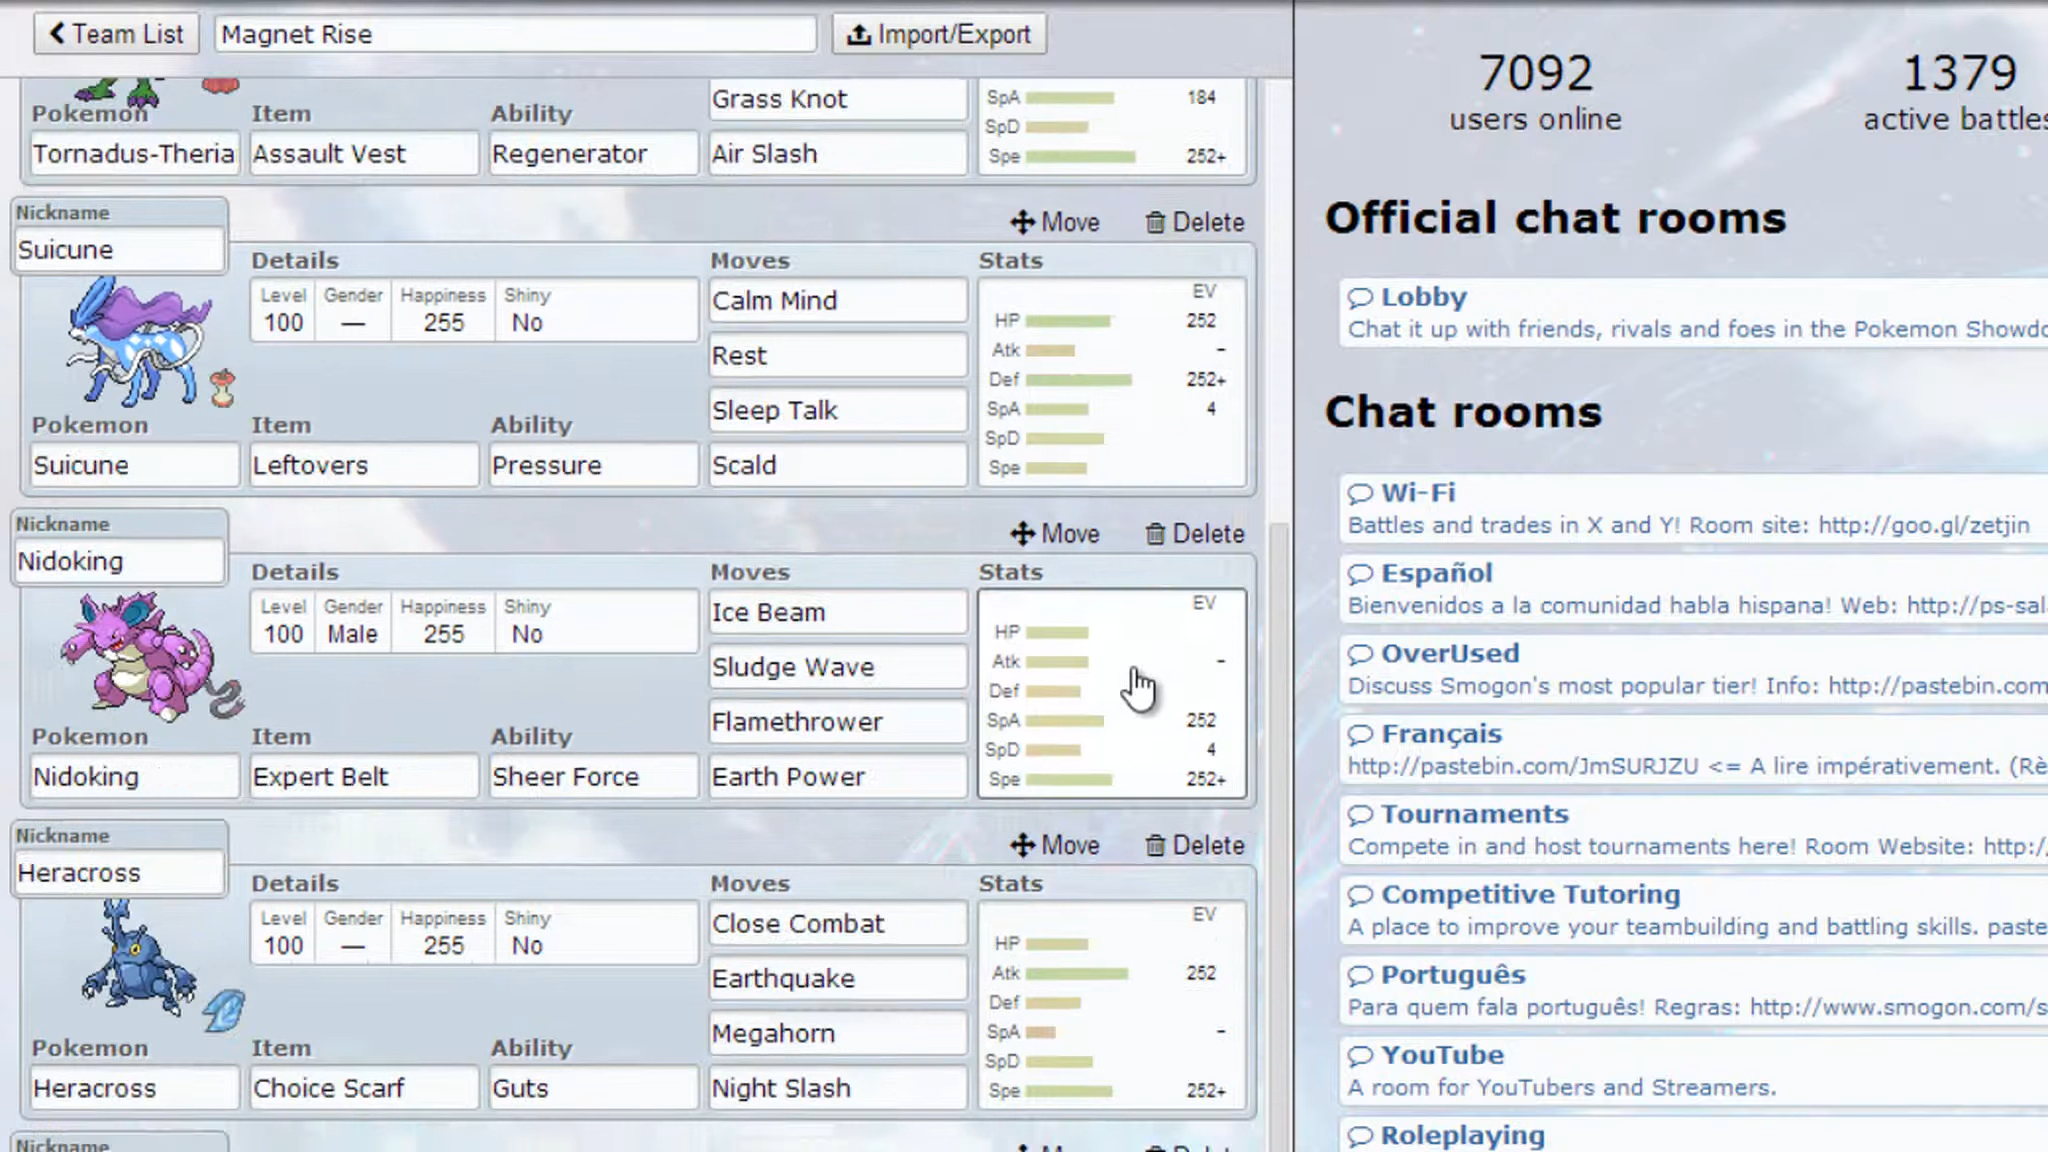 Team List
Magnet Rise
Import/Export
Pokemon
Item
Ability
Tornadus-Theria
Assault Vest
Regenerator
Grass Knot
Air Slash
SpA 184
SpD
Spe 252+
Nickname
Suicune
Move
Delete
Details
Moves
Stats
Level Gender Happiness Shiny
100 — 255 No
Calm Mind
Rest
Sleep Talk
Scald
EV
HP 252
Atk -
Def 252+
SpA 4
SpD
Spe
Pokemon
Item
Ability
Suicune
Leftovers
Pressure
Nickname
Nidoking
Move
Delete
Details
Moves
Stats
Level Gender Happiness Shiny
100 Male 255 No
Ice Beam
Sludge Wave
Flamethrower
Earth Power
EV
HP
Atk -
Def
SpA 252
SpD 4
Spe 252+
Pokemon
Item
Ability
Nidoking
Expert Belt
Sheer Force
Nickname
Heracross
Move
Delete
Details
Moves
Stats
Level Gender Happiness Shiny
100 — 255 No
Close Combat
Earthquake
Megahorn
Night Slash
EV
HP
Atk 252
Def
SpA -
SpD
Spe 252+
Pokemon
Item
Ability
Heracross
Choice Scarf
Guts
Nickname
7092
users online
1379
active battles
Official chat rooms
Lobby
Chat it up with friends, rivals and foes in the Pokemon Showdo
Chat rooms
Wi-Fi
Battles and trades in X and Y! Room site: http://goo.gl/zetjin
Español
Bienvenidos a la comunidad habla hispana! Web: http://ps-sal
OverUsed
Discuss Smogon's most popular tier! Info: http://pastebin.com
Français
http://pastebin.com/JmSURJZU <= A lire impérativement. (Rè
Tournaments
Compete in and host tournaments here! Room Website: http:/
Competitive Tutoring
A place to improve your teambuilding and battling skills. paste
Português
Para quem fala português! Regras: http://www.smogon.com/s
YouTube
A room for YouTubers and Streamers.
Roleplaying